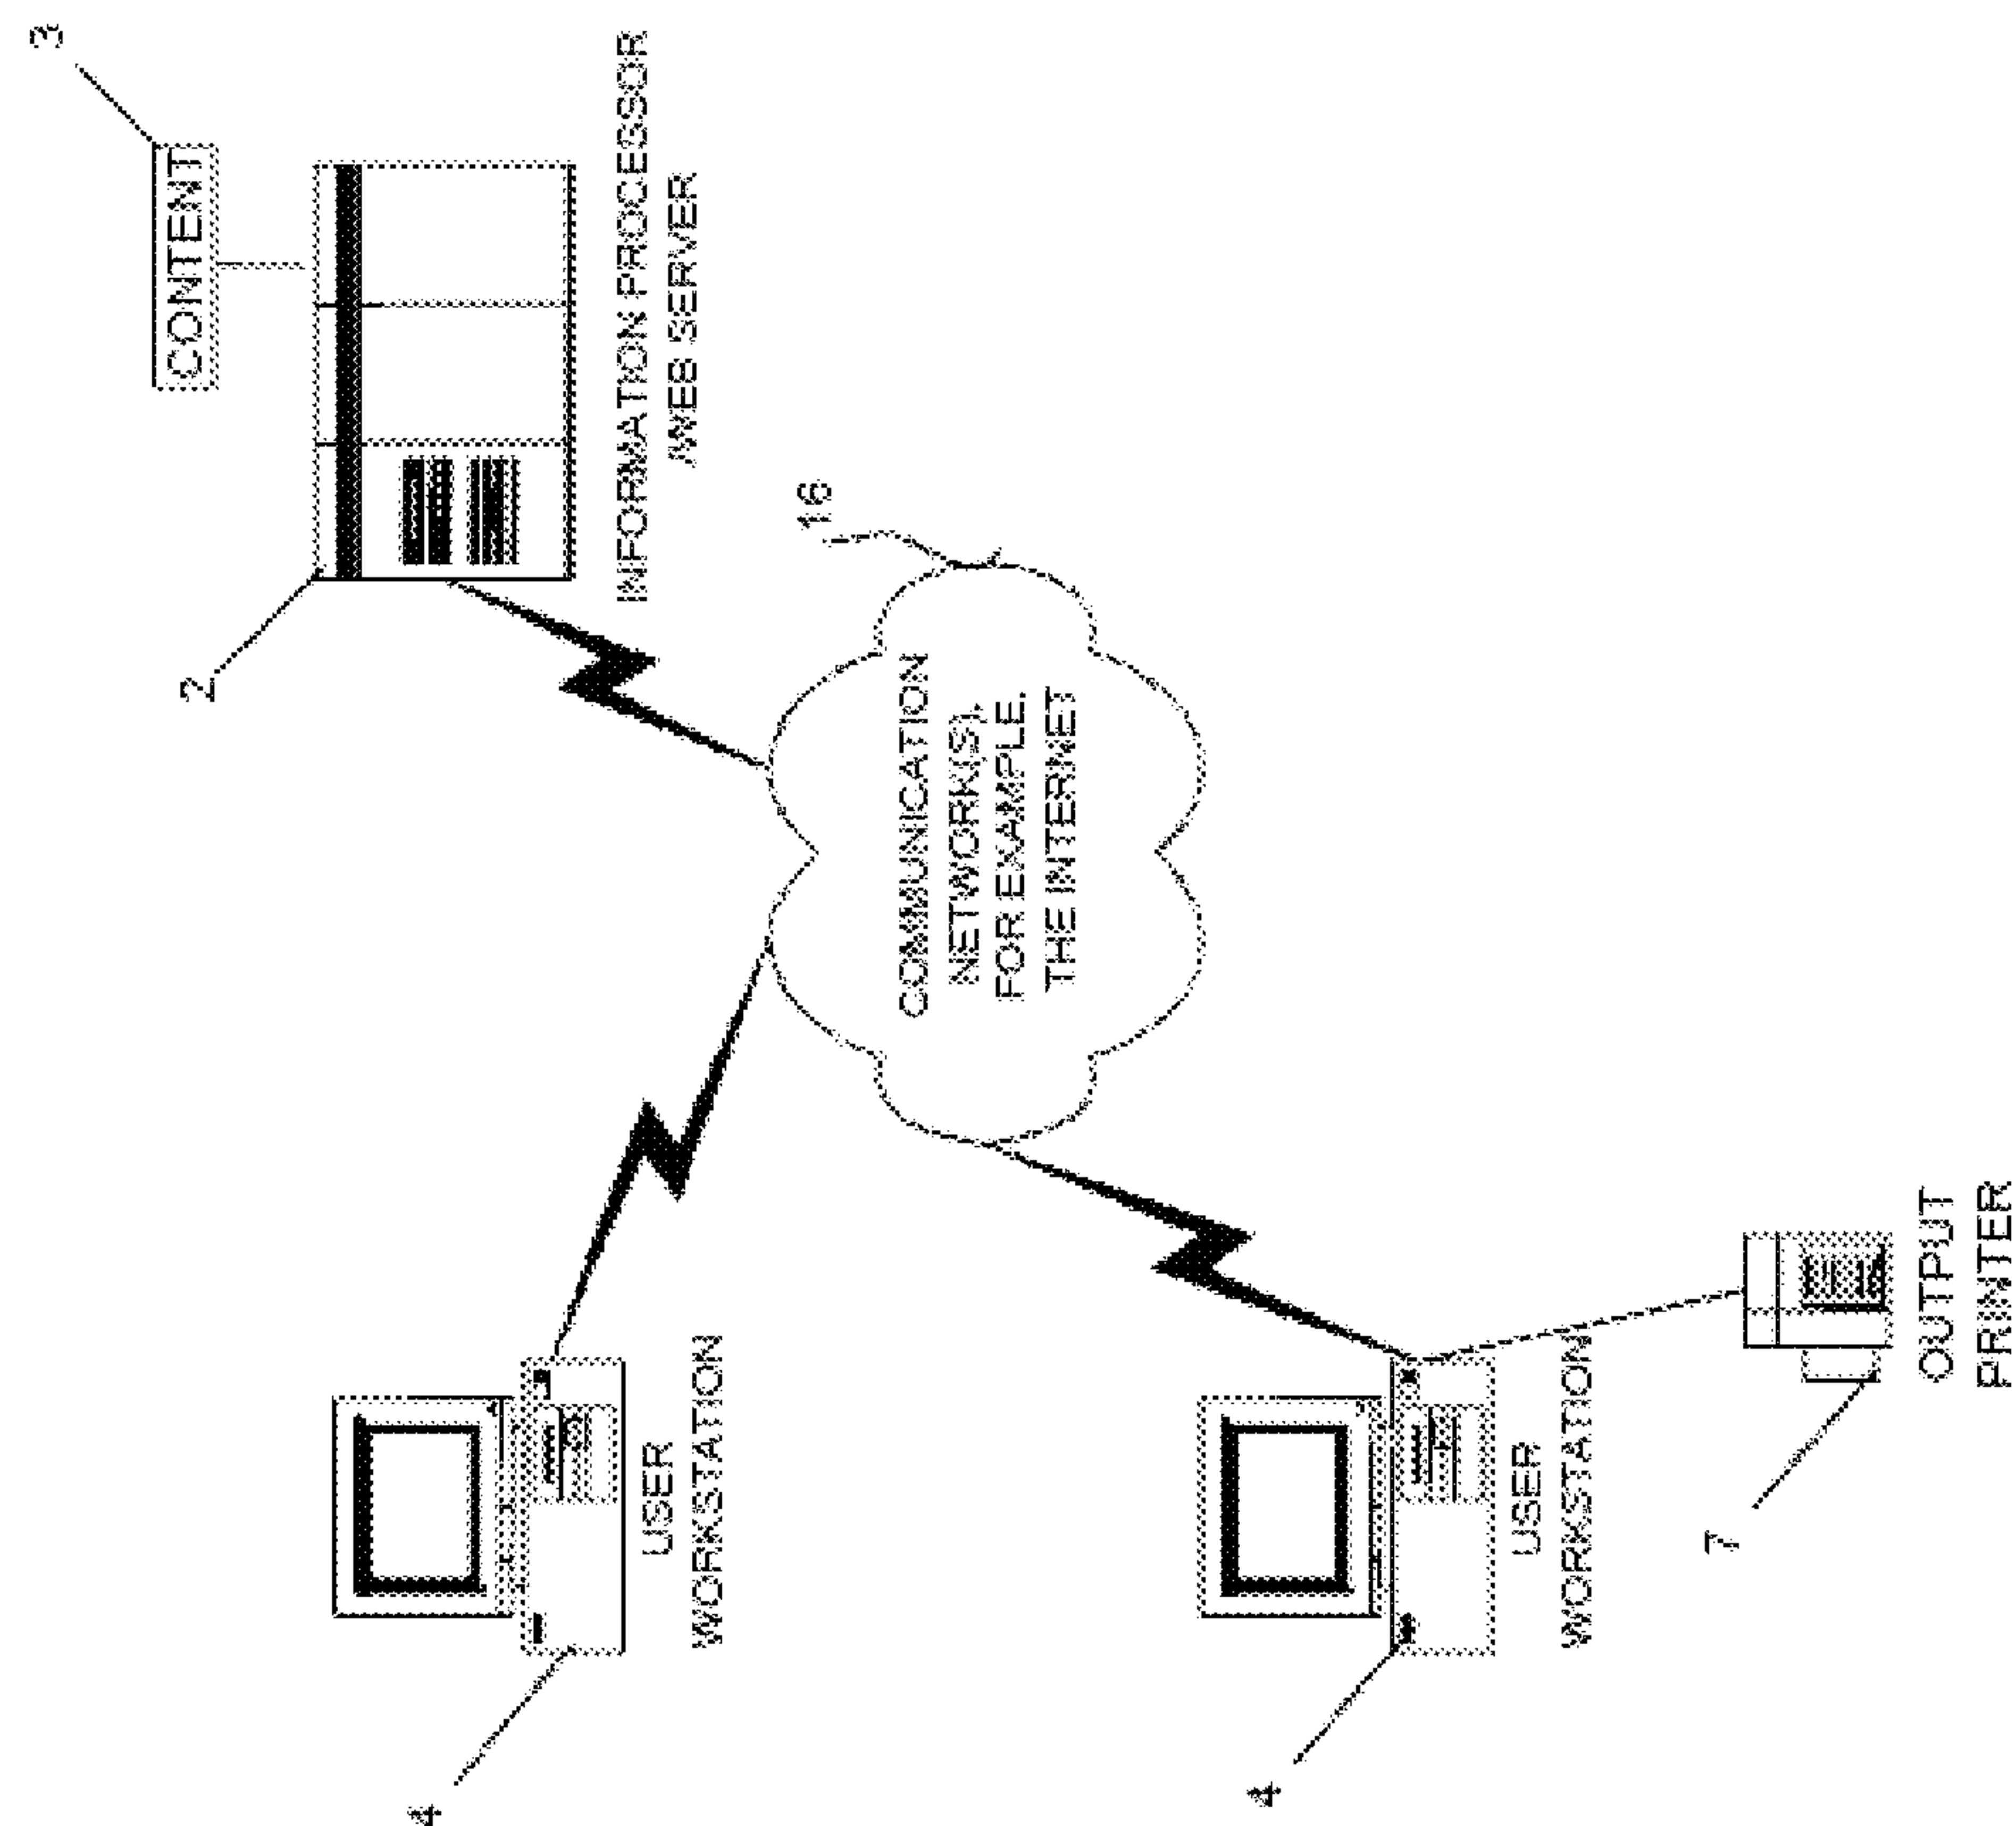 3
CONTENT
2
INFORMATION PROCESSOR
/WEB SERVER
16
COMMUNICATION
NETWORK(S),
FOR EXAMPLE,
THE INTERNET
4
USER
WORKSTATION
4
USER
WORKSTATION
7
OUTPUT
PRINTER